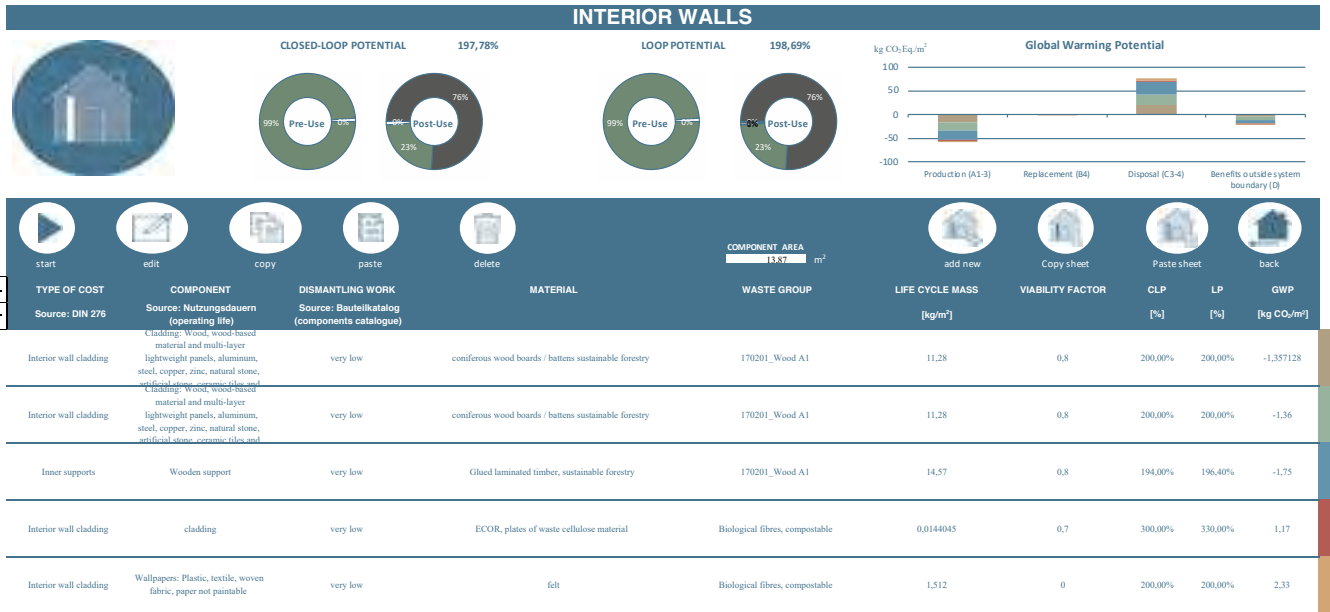 INTERIOR WALLS
CLOSED-LOOP POTENTIAL 197,78%
99%
Pre-Use
0%
76%
0%
Post-Use
23%
LOOP POTENTIAL 198,69%
99%
Pre-Use
0%
76%
Post-Use
23%
kg CO2Eq./m²
Global Warming Potential
100
50
0
-50
-100
Production (A1-3)
Replacement (B4)
Disposal (C3-4)
Benefits outside system
boundary (D)
start
edit
copy
paste
delete
COMPONENT AREA
13,87 m²
add new
Copy sheet
Paste sheet
back
TYPE OF COST COMPONENT DISMANTLING WORK MATERIAL WASTE GROUP LIFE CYCLE MASS VIABILITY FACTOR CLP LP GWP
Source: DIN 276
Source: Nutzungsdauern
(operating life)
Source: Bauteilkatalog
(components catalogue)
[kg/m²] [%] [%] [kg CO₂/m²]
Interior wall cladding
Cladding: Wood, wood-based
material and multi-layer
lightweight panels, aluminum,
steel, copper, zinc, natural stone,
artificial stone, ceramic tiles and
very low
coniferous wood boards / battens sustainable forestry
170201_Wood A1
11,28 0,8 200,00% 200,00% -1,357128
Interior wall cladding
Cladding: Wood, wood-based
material and multi-layer
lightweight panels, aluminum,
steel, copper, zinc, natural stone,
artificial stone, ceramic tiles and
very low
coniferous wood boards / battens sustainable forestry
170201_Wood A1
11,28 0,8 200,00% 200,00% -1,36
Inner supports Wooden support very low Glued laminated timber, sustainable forestry 170201_Wood A1 14,57 0,8 194,00% 196,40% -1,75
Interior wall cladding cladding very low ECOR, plates of waste cellulose material Biological fibres, compostable 0,0144045 0,7 300,00% 330,00% 1,17
Interior wall cladding
Wallpapers: Plastic, textile, woven
fabric, paper not paintable
very low felt Biological fibres, compostable 1,512 0 200,00% 200,00% 2,33